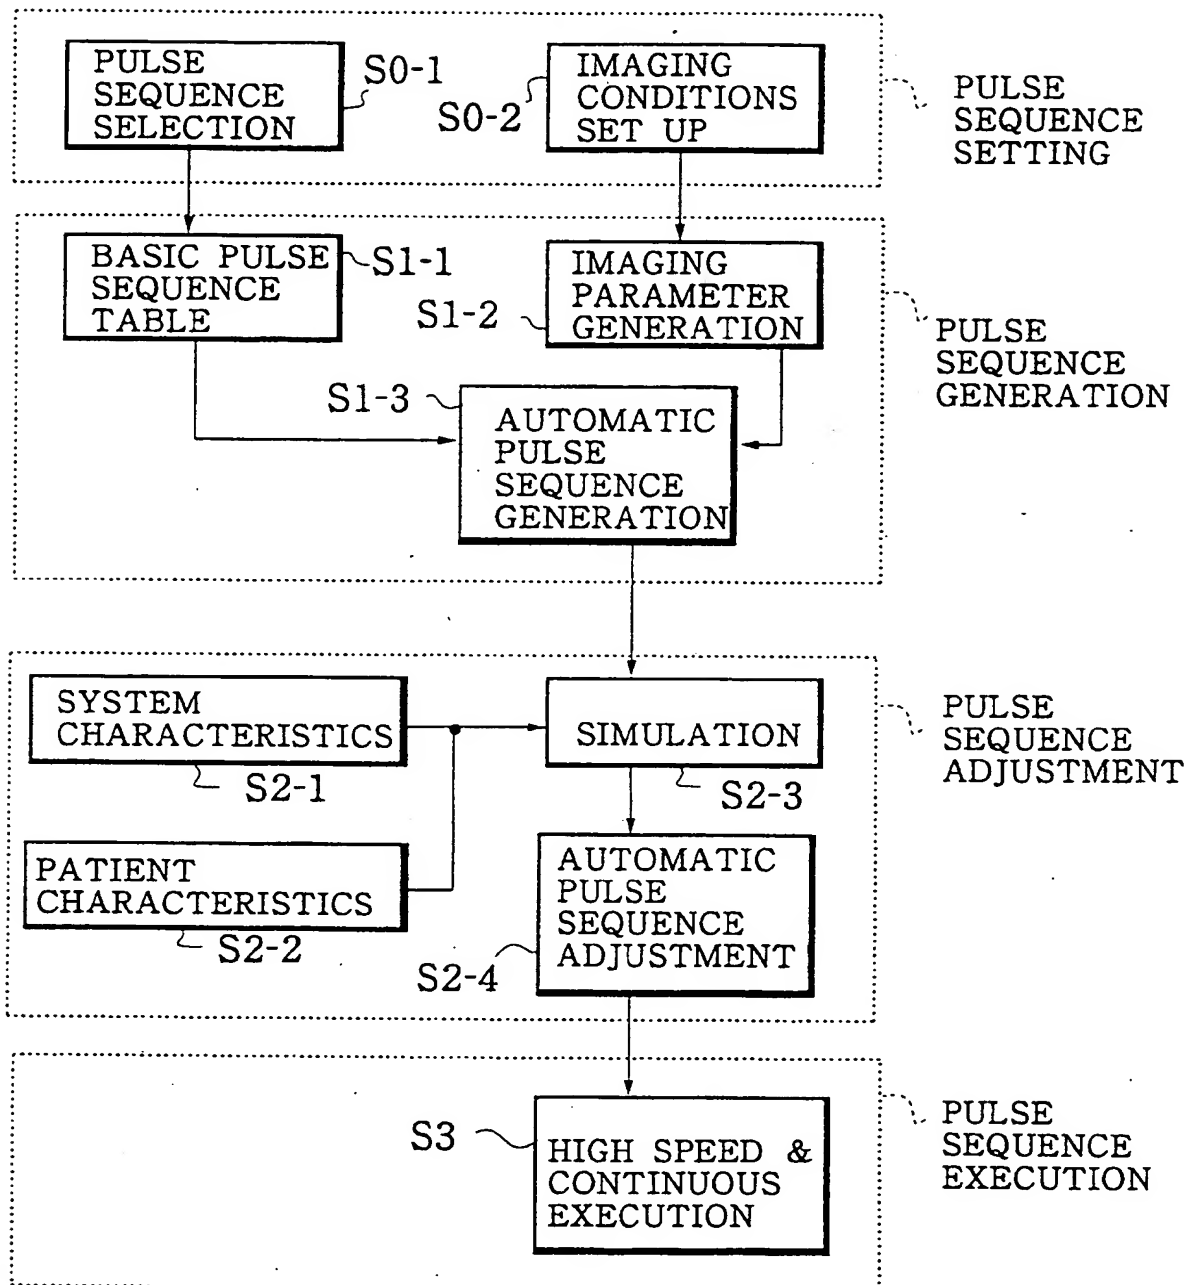 PULSE
SEQUENCE
SELECTION
S0-1
S0-2
IMAGING
CONDITIONS
SET UP
PULSE
SEQUENCE
SETTING
BASIC PULSE
SEQUENCE
TABLE
S1-1
S1-2
IMAGING
PARAMETER
GENERATION
PULSE
SEQUENCE
GENERATION
S1-3
AUTOMATIC
PULSE
SEQUENCE
GENERATION
SYSTEM
CHARACTERISTICS
S2-1
SIMULATION
S2-3
PULSE
SEQUENCE
ADJUSTMENT
PATIENT
CHARACTERISTICS
S2-2
AUTOMATIC
PULSE
SEQUENCE
ADJUSTMENT
S2-4
S3
HIGH SPEED &
CONTINUOUS
EXECUTION
PULSE
SEQUENCE
EXECUTION